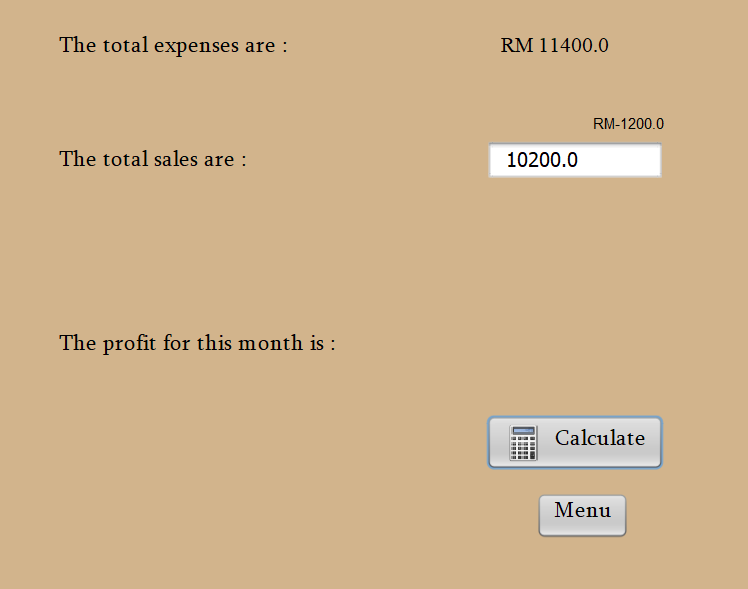 The total expenses are : RM 11400.0
RM-1200.0
The total sales are : 10200.0
The profit for this month is :
Calculate
Menu